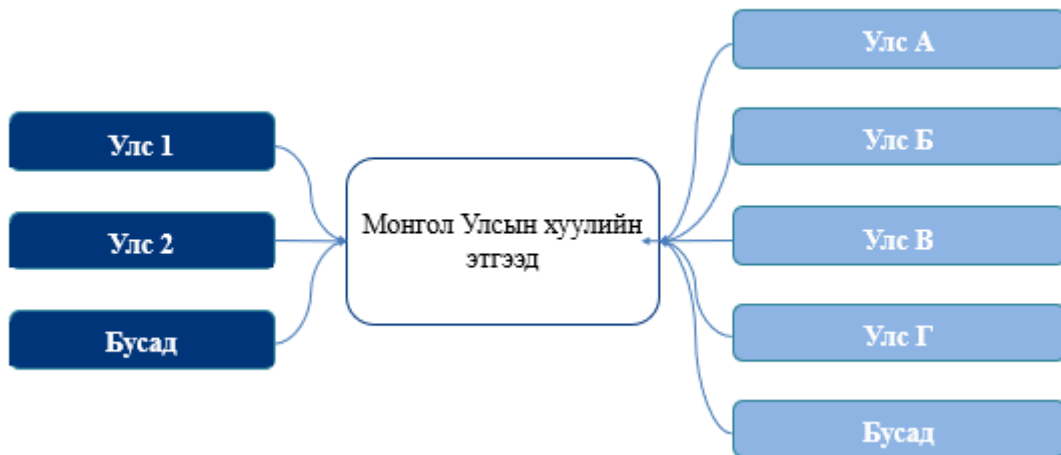 Улс 1
Улс 2
Бусад
Монгол Улсын хуулийн
этгээд
Улс А
Улс Б
Улс В
Улс Г
Бусад